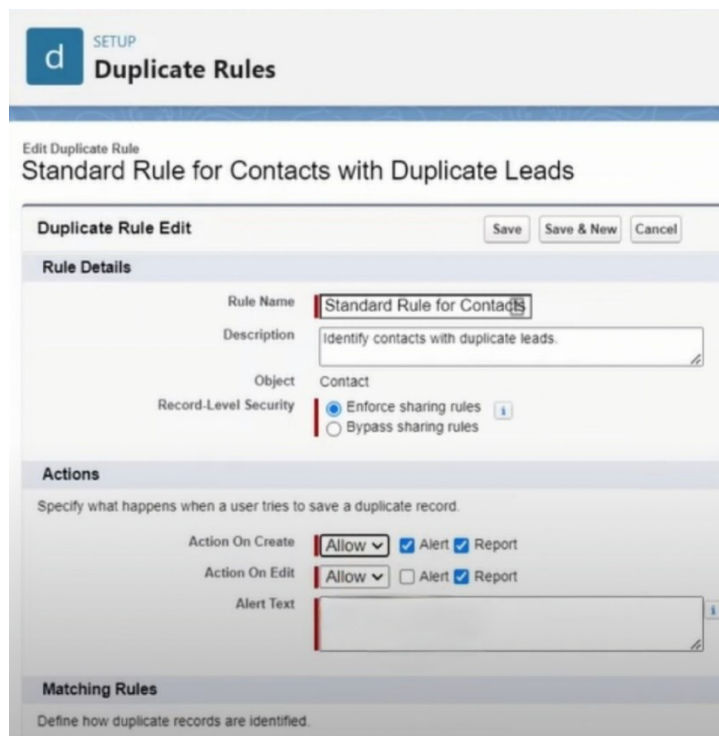 d
SETUP
Duplicate Rules
Edit Duplicate Rule
Standard Rule for Contacts with Duplicate Leads
Duplicate Rule Edit Save Save & New Cancel
Rule Details
Rule Name Standard Rule for Contacts
Description Identify contacts with duplicate leads.
Object Contact
Record-Level Security Enforce sharing rules i
Bypass sharing rules
Actions
Specify what happens when a user tries to save a duplicate record.
Action On Create Allow Alert Report
Action On Edit Allow Alert Report
Alert Text i
Matching Rules
Define how duplicate records are identified.